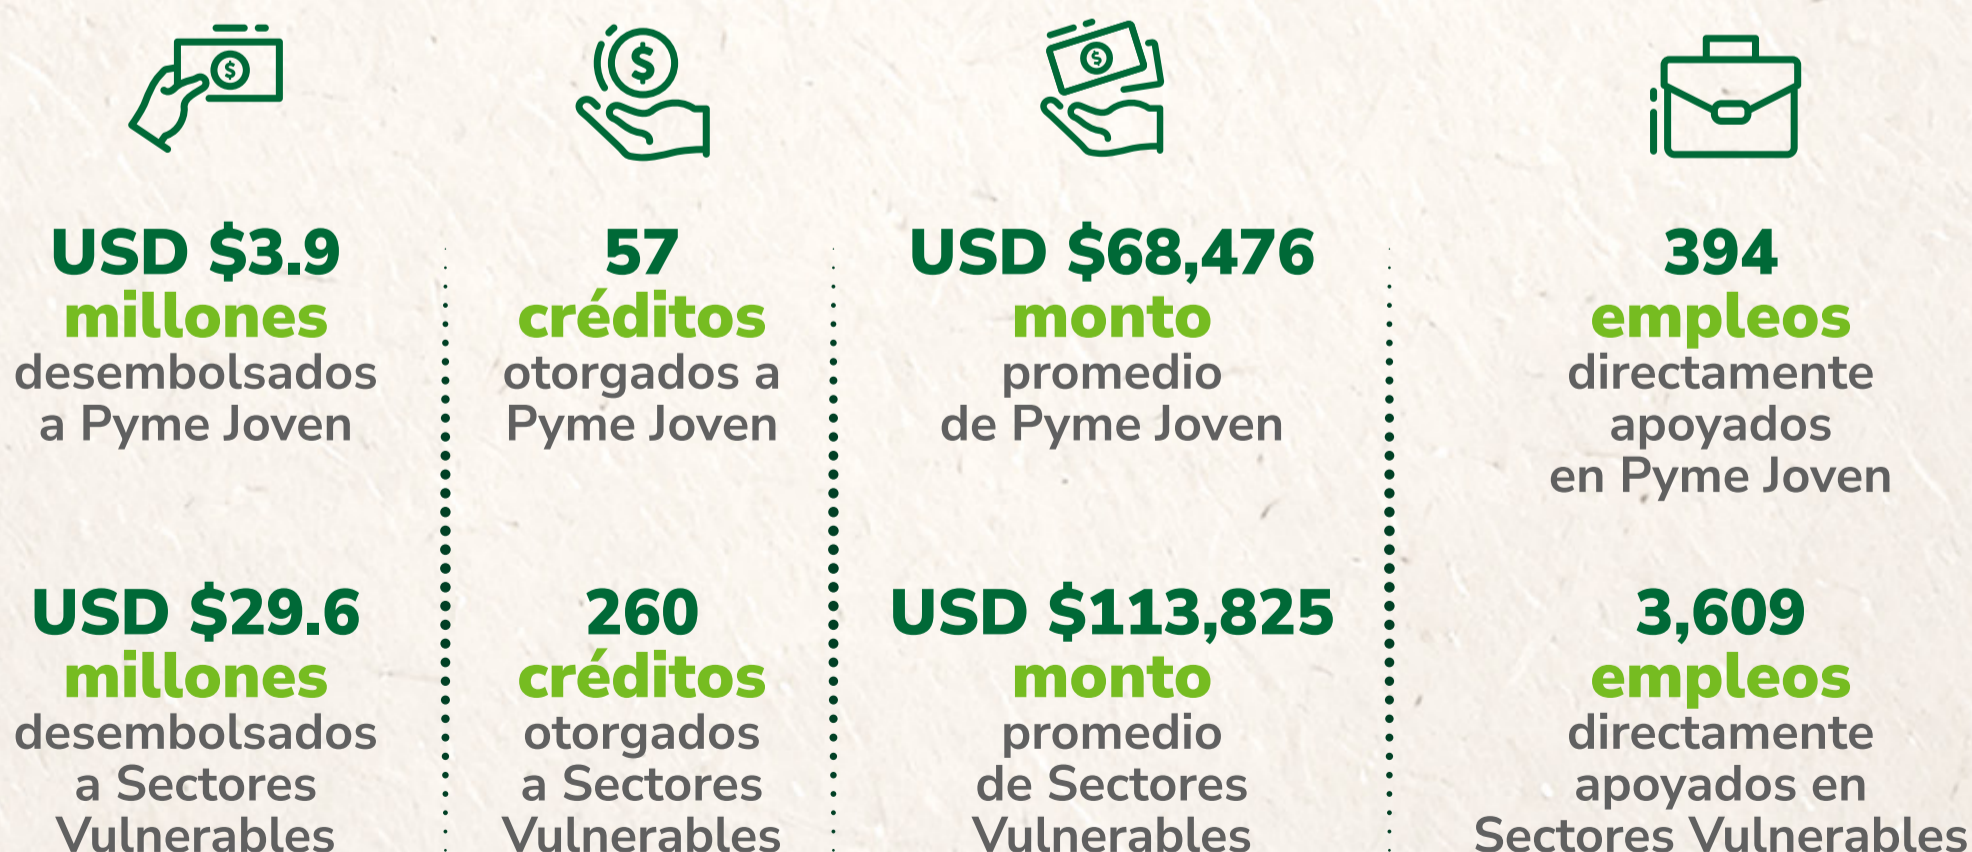 USD $3.9
millones
desembolsados
a Pyme Joven
57
créditos
otorgados a
Pyme Joven
USD $68,476
monto
promedio
de Pyme Joven
394
empleos
directamente
apoyados
en Pyme Joven
USD $29.6
millones
desembolsados
a Sectores
Vulnerables
260
créditos
otorgados
a Sectores
Vulnerables
USD $113,825
monto
promedio
de Sectores
Vulnerables
3,609
empleos
directamente
apoyados en
Sectores Vulnerables